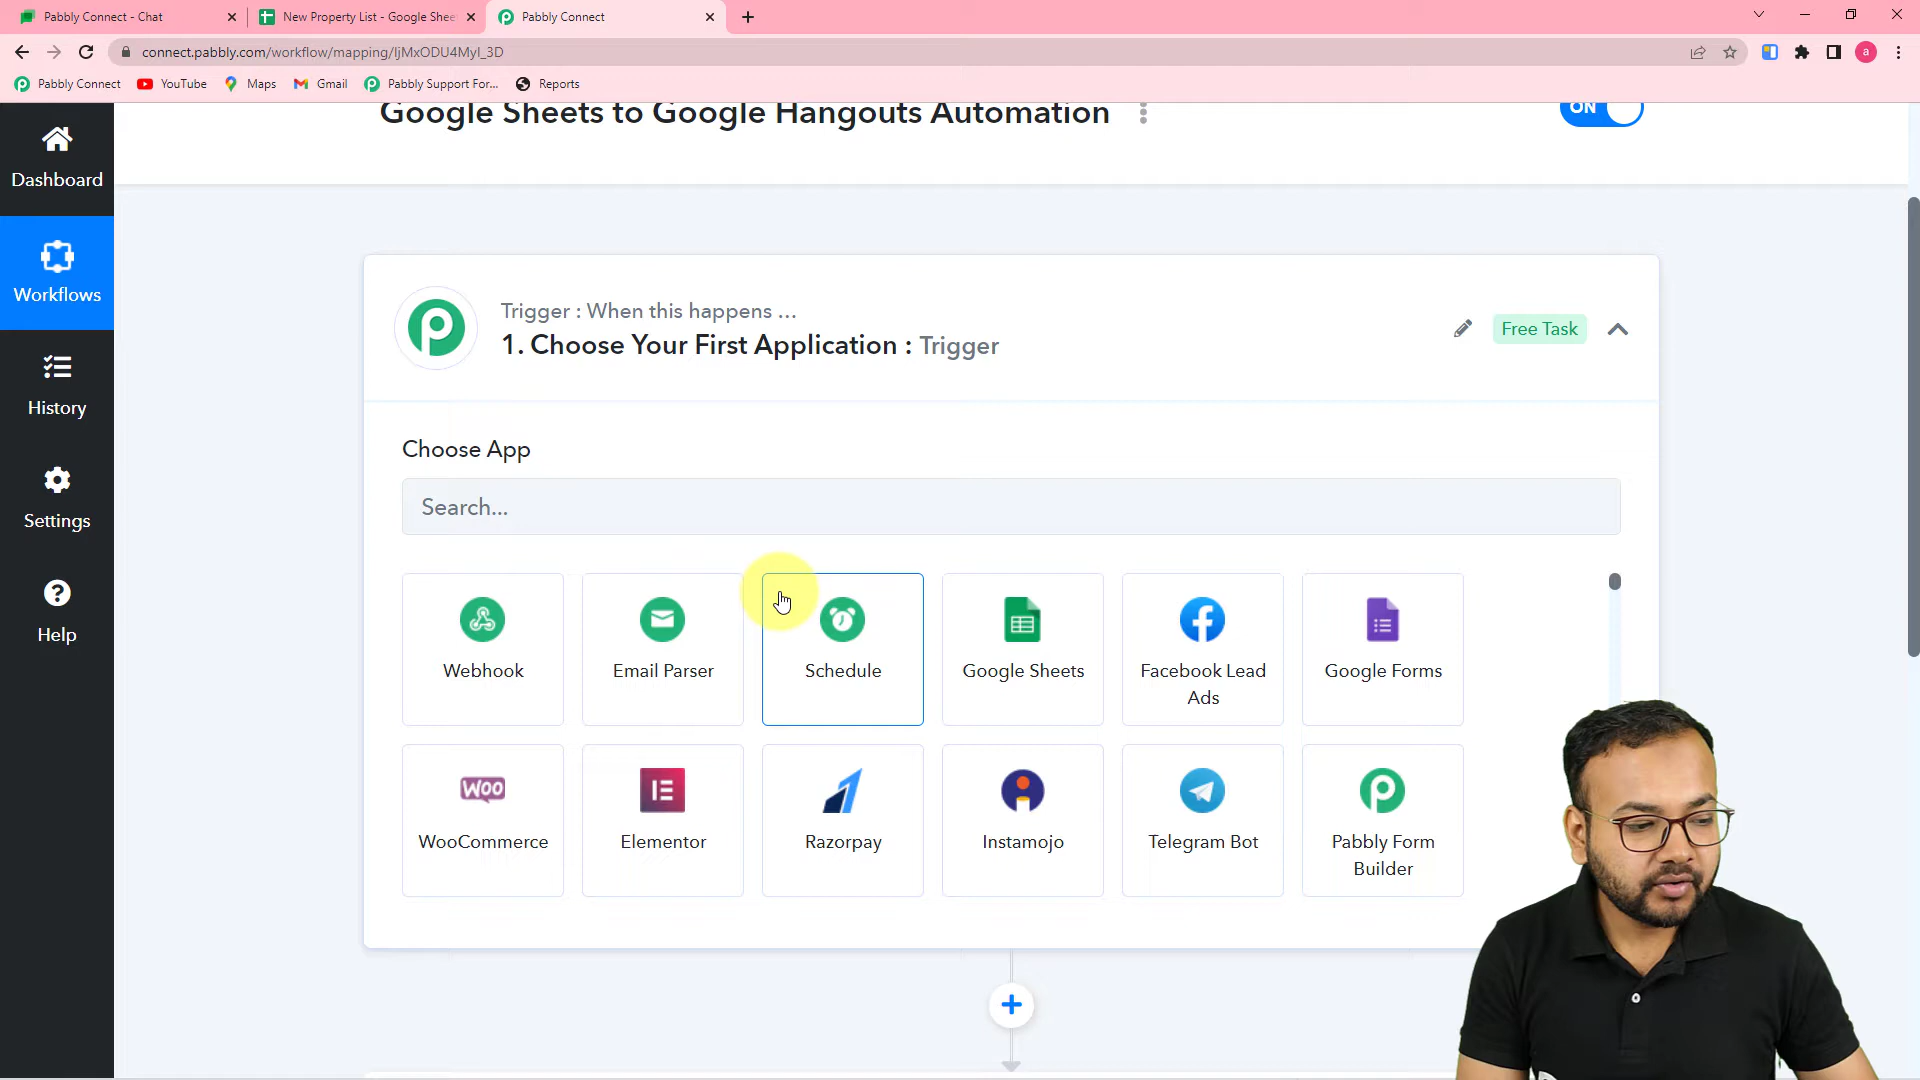 Pabbly Connect - Chat
New Property List - Google Shee
Pabbly Connect
connect.pabbly.com/workflow/mapping/IjMxODU4MyI_3D
a
Pabbly Connect
YouTube
Maps
Gmail
Pabbly Support For...
Reports
Google Sheets to Google Hangouts Automation
ON
Dashboard
Workflows
History
Settings
Help
Trigger : When this happens ...
1. Choose Your First Application : Trigger
Free Task
Choose App
Search...
Webhook
Email Parser
Schedule
Google Sheets
Facebook Lead
Ads
Google Forms
WOO
WooCommerce
Elementor
Razorpay
Instamojo
Telegram Bot
Pabbly Form
Builder